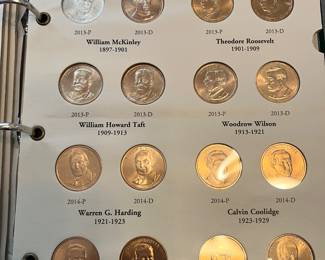 2013-P 2013-D 2013-P 2013-D
William McKinley Theodore Roosevelt
1897-1901 1901-1909
2013-P 2013-D 2013-P 2013-D
William Howard Taft Woodrow Wilson
1909-1913 1913-1921
2014-P 2014-D 2014-P 2014-D
Warren G. Harding Calvin Coolidge
1921-1923 1923-1929